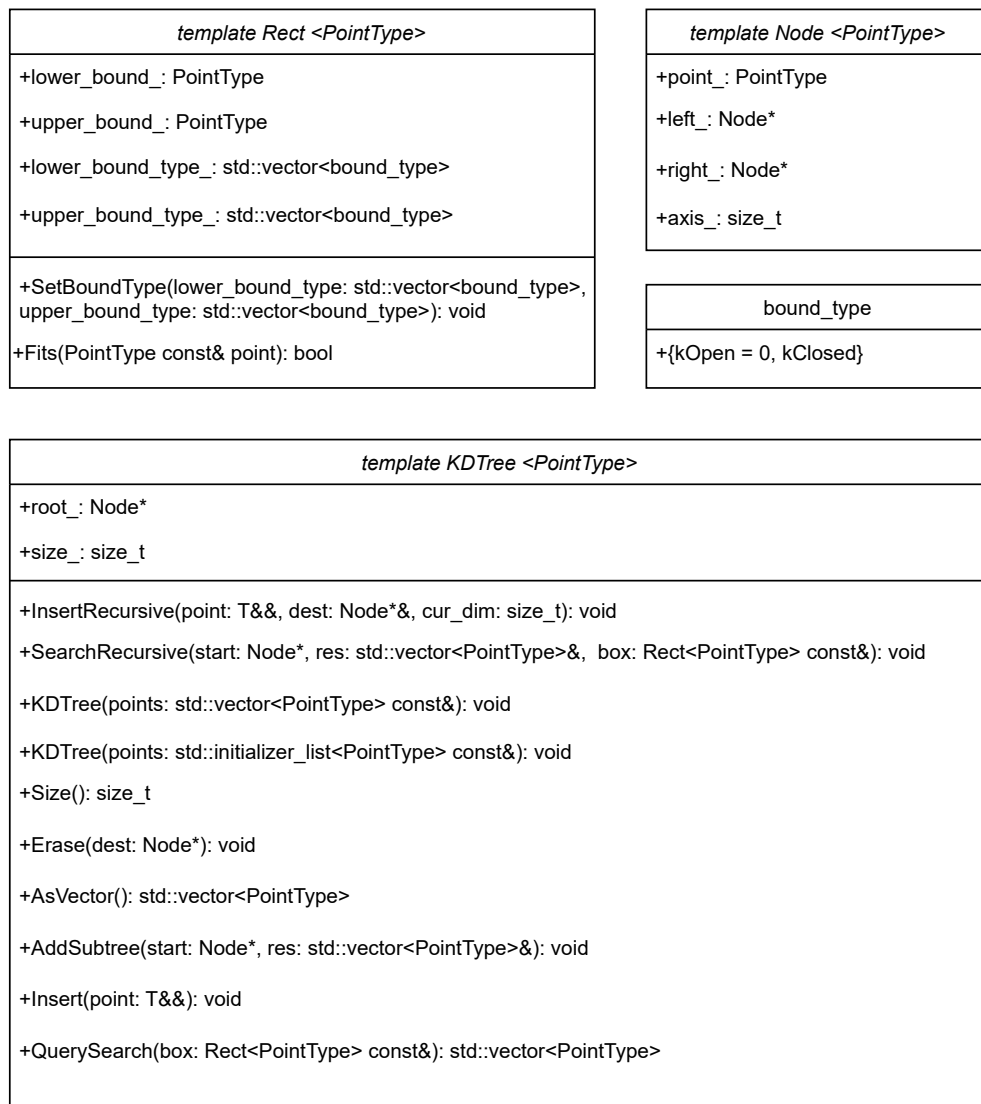 template Rect <PointType>
+lower_bound_: PointType
+upper_bound_: PointType
+lower_bound_type_: std::vector<bound_type>
+upper_bound_type_: std::vector<bound_type>
+SetBoundType(lower_bound_type: std::vector<bound_type>,
upper_bound_type: std::vector<bound_type>): void
+Fits(PointType const& point): bool
template Node <PointType>
+point_: PointType
+left_: Node*
+right_: Node*
+axis_: size_t
bound_type
+{kOpen = 0, kClosed}
template KDTree <PointType>
+root_: Node*
+size_: size_t
+InsertRecursive(point: T&&, dest: Node*&, cur_dim: size_t): void
+SearchRecursive(start: Node*, res: std::vector<PointType>&, box: Rect<PointType> const&): void
+KDTree(points: std::vector<PointType> const&): void
+KDTree(points: std::initializer_list<PointType> const&): void
+Size(): size_t
+Erase(dest: Node*): void
+AsVector(): std::vector<PointType>
+AddSubtree(start: Node*, res: std::vector<PointType>&): void
+Insert(point: T&&): void
+QuerySearch(box: Rect<PointType> const&): std::vector<PointType>